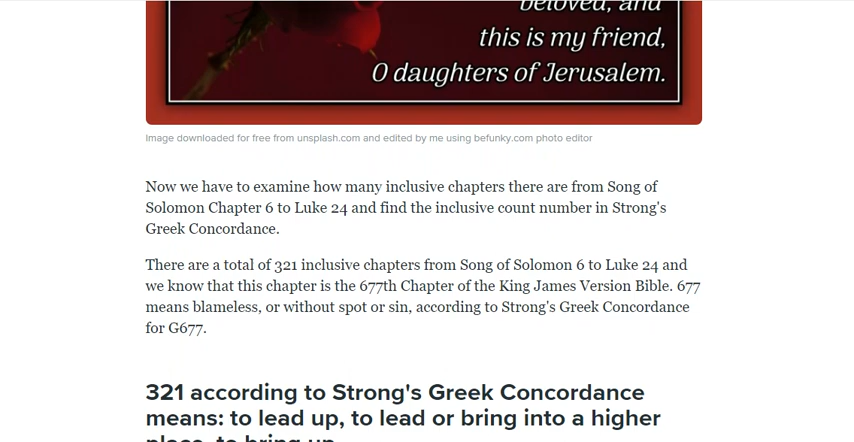 beloved, and
this is my friend,
O daughters of Jerusalem.
Image downloaded for free from unsplash.com and edited by me using befunky.com photo editor
Now we have to examine how many inclusive chapters there are from Song of
Solomon Chapter 6 to Luke 24 and find the inclusive count number in Strong's
Greek Concordance.
There are a total of 321 inclusive chapters from Song of Solomon 6 to Luke 24 and
we know that this chapter is the 677th Chapter of the King James Version Bible. 677
means blameless, or without spot or sin, according to Strong's Greek Concordance
for G677.
321 according to Strong's Greek Concordance
means: to lead up, to lead or bring into a higher
place, to bring up